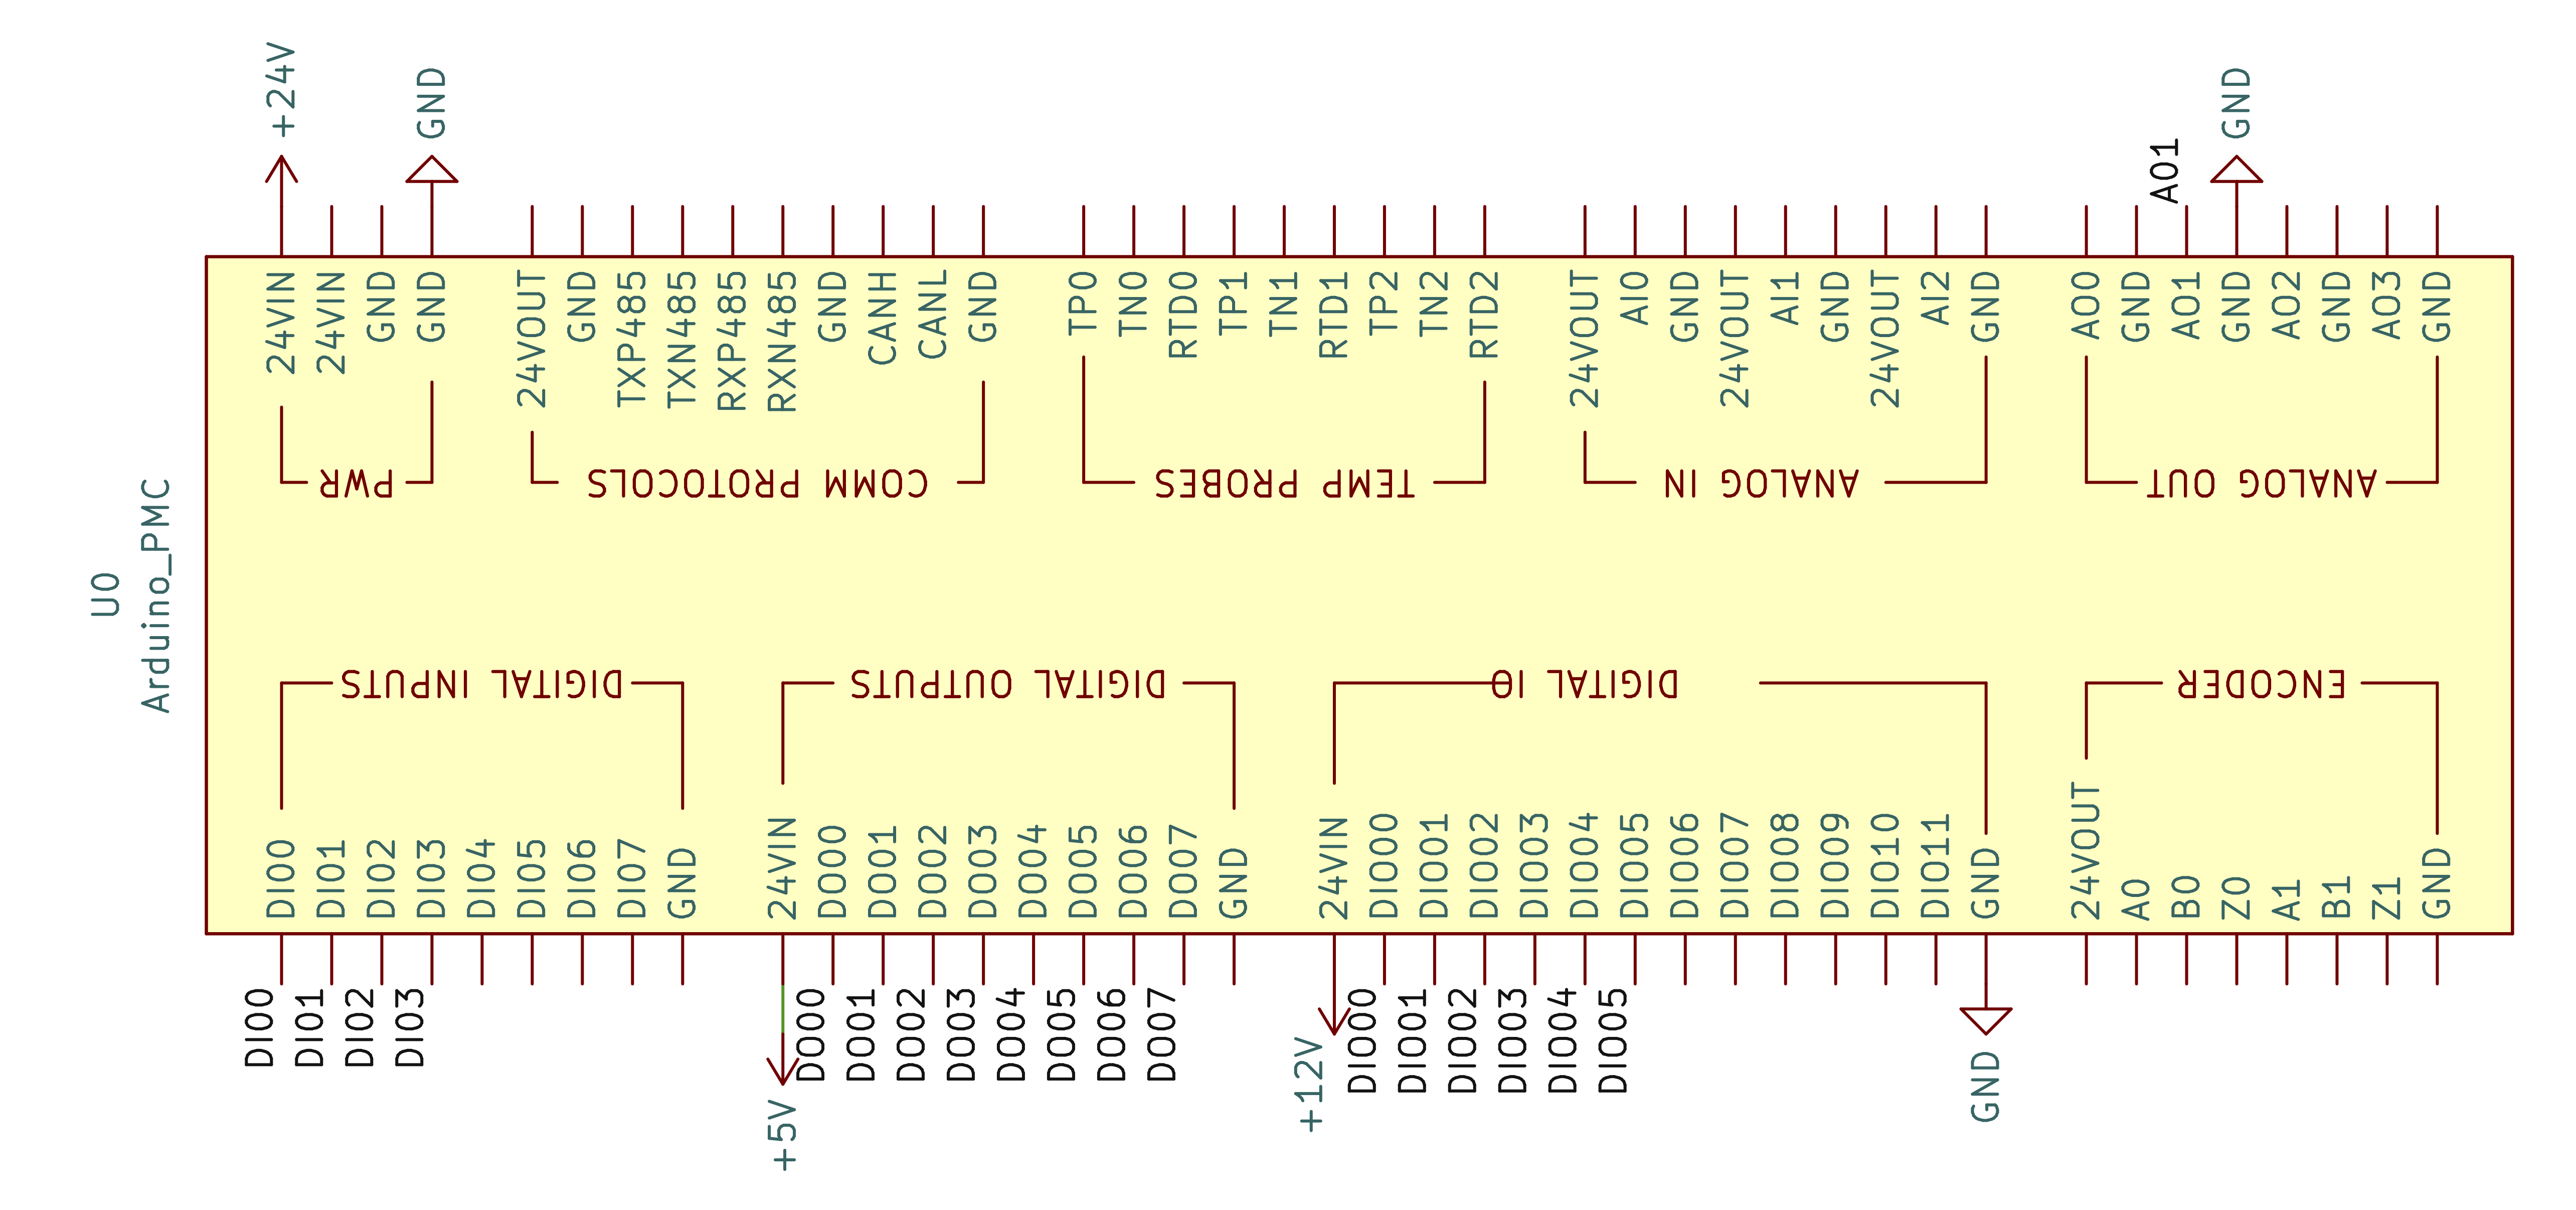 +24V
GND
AO1
GND
24VIN
24VIN
GND
GND
24VOUT
GND
TXP485
TXN485
RXP485
RXN485
GND
CANH
CANL
GND
TP0
TN0
RTD0
TP1
TN1
RTD1
TP2
TN2
RTD2
24VOUT
AI0
GND
24VOUT
AI1
GND
24VOUT
AI2
GND
AO0
GND
AO1
GND
AO2
GND
AO3
GND
PWR
COMM PROTOCOLS
TEMP PROBES
ANALOG IN
ANALOG OUT
U0
Arduino_PMC
DIGITAL INPUTS
DIGITAL OUTPUTS
DIGITAL IO
ENCODER
DI00
DI01
DI02
DI03
DI04
DI05
DI06
DI07
GND
24VIN
DO00
DO01
DO02
DO03
DO04
DO05
DO06
DO07
GND
24VIN
DIO00
DIO01
DIO02
DIO03
DIO04
DIO05
DIO06
DIO07
DIO08
DIO09
DIO10
DIO11
GND
24VOUT
A0
B0
Z0
A1
B1
Z1
GND
DI00
DI01
DI02
DI03
+5V
DO00
DO01
DO02
DO03
DO04
DO05
DO06
DO07
+12V
DIO00
DIO01
DIO02
DIO03
DIO04
DIO05
GND